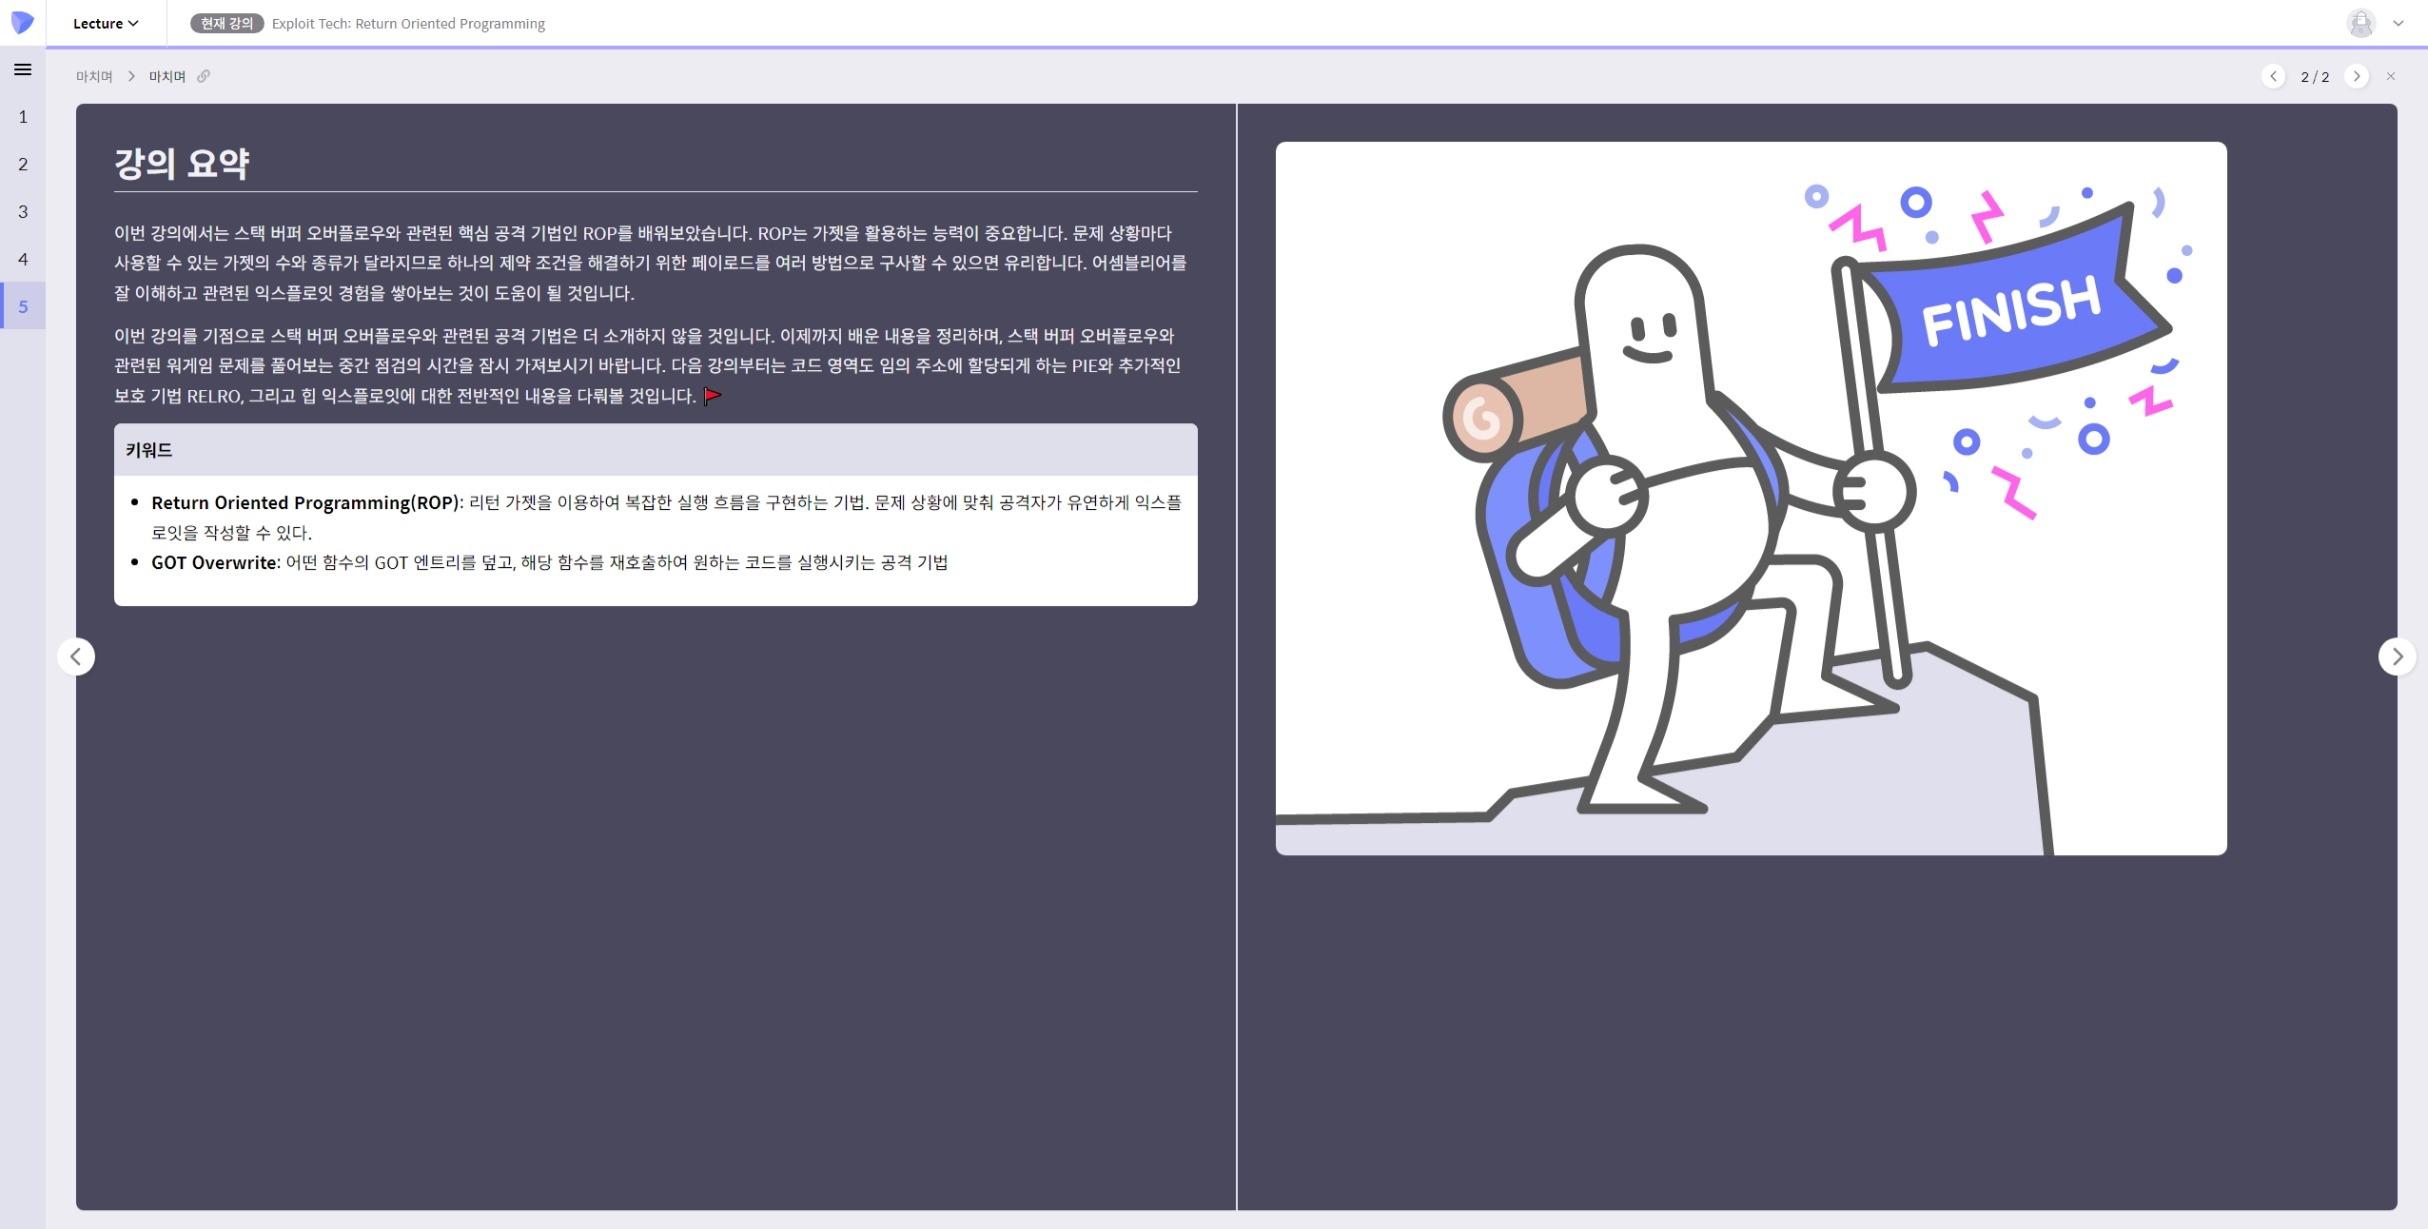 Lecture
현재 강의 Exploit Tech: Return Oriented Programming
마치며 > 마치며
2 / 2
1
2
3
4
5
강의 요약
이번 강의에서는 스택 버퍼 오버플로우와 관련된 핵심 공격 기법인 ROP를 배워보았습니다. ROP는 가젯을 활용하는 능력이 중요합니다. 문제 상황마다
사용할 수 있는 가젯의 수와 종류가 달라지므로 하나의 제약 조건을 해결하기 위한 페이로드를 여러 방법으로 구사할 수 있으면 유리합니다. 어셈블리어를
잘 이해하고 관련된 익스플로잇 경험을 쌓아보는 것이 도움이 될 것입니다.
이번 강의를 기점으로 스택 버퍼 오버플로우와 관련된 공격 기법은 더 소개하지 않을 것입니다. 이제까지 배운 내용을 정리하며, 스택 버퍼 오버플로우와
관련된 워게임 문제를 풀어보는 중간 점검의 시간을 잠시 가져보시기 바랍니다. 다음 강의부터는 코드 영역도 임의 주소에 할당되게 하는 PIE와 추가적인
보호 기법 RELRO, 그리고 힙 익스플로잇에 대한 전반적인 내용을 다뤄볼 것입니다. 🚩
키워드
• Return Oriented Programming(ROP): 리턴 가젯을 이용하여 복잡한 실행 흐름을 구현하는 기법. 문제 상황에 맞춰 공격자가 유연하게 익스플
로잇을 작성할 수 있다.
• GOT Overwrite: 어떤 함수의 GOT 엔트리를 덮고, 해당 함수를 재호출하여 원하는 코드를 실행시키는 공격 기법
FINISH